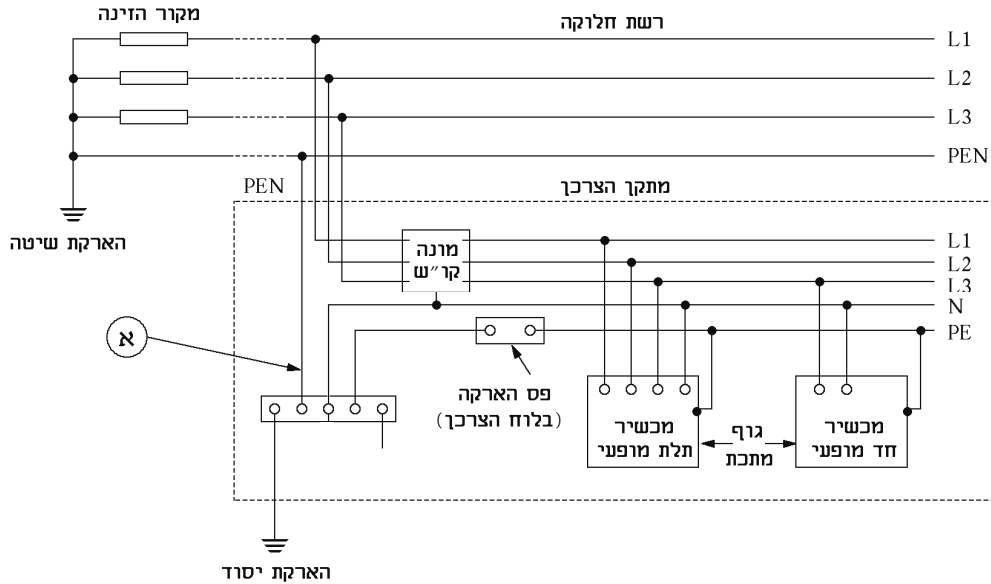 מקור הזינה
רשת חלוקה
L1
L2
L3
PEN
PEN
מתקן הצרכן
הארקת שיטה
מונה
קו״ש
L1
L2
L3
N
PE
א
פס הארקה
(בלוח הצרכן)
מכשיר
תלת מופעי
גוף
מתכת
מכשיר
חד מופעי
הארקת יסוד